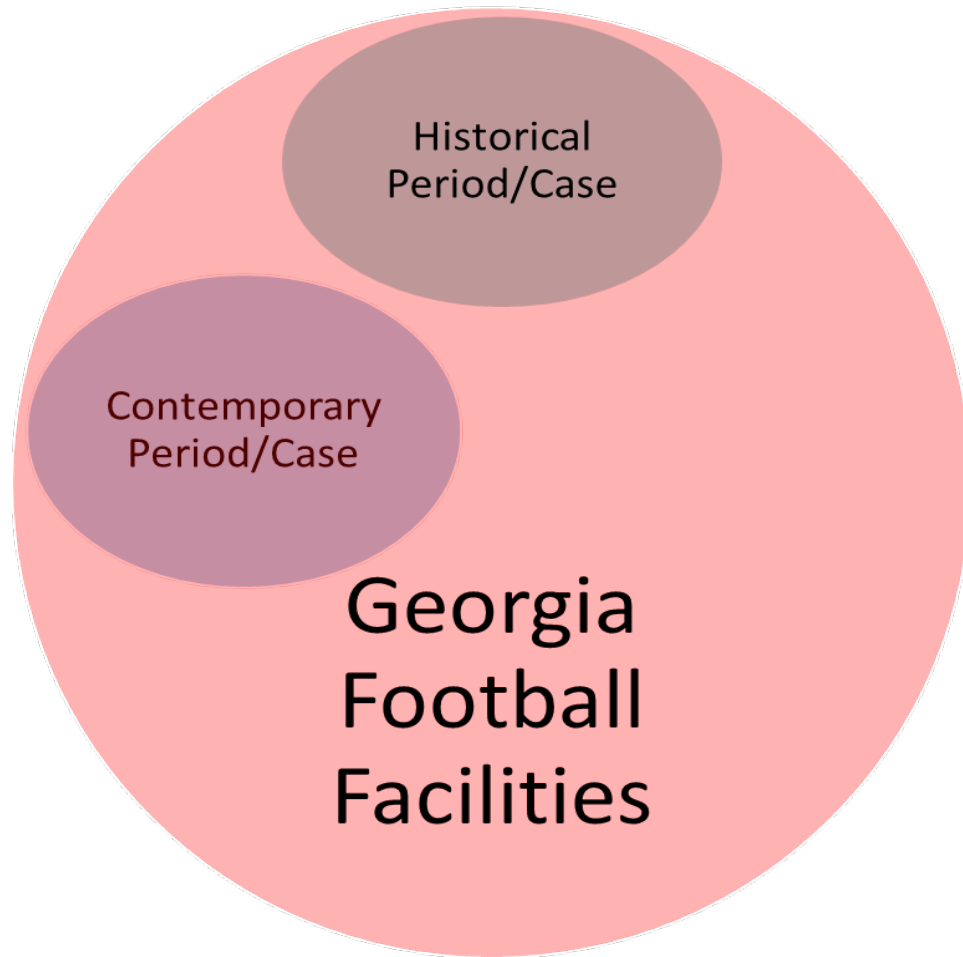 Historical
Period/Case
Contemporary
Period/Case
Georgia
Football
Facilities